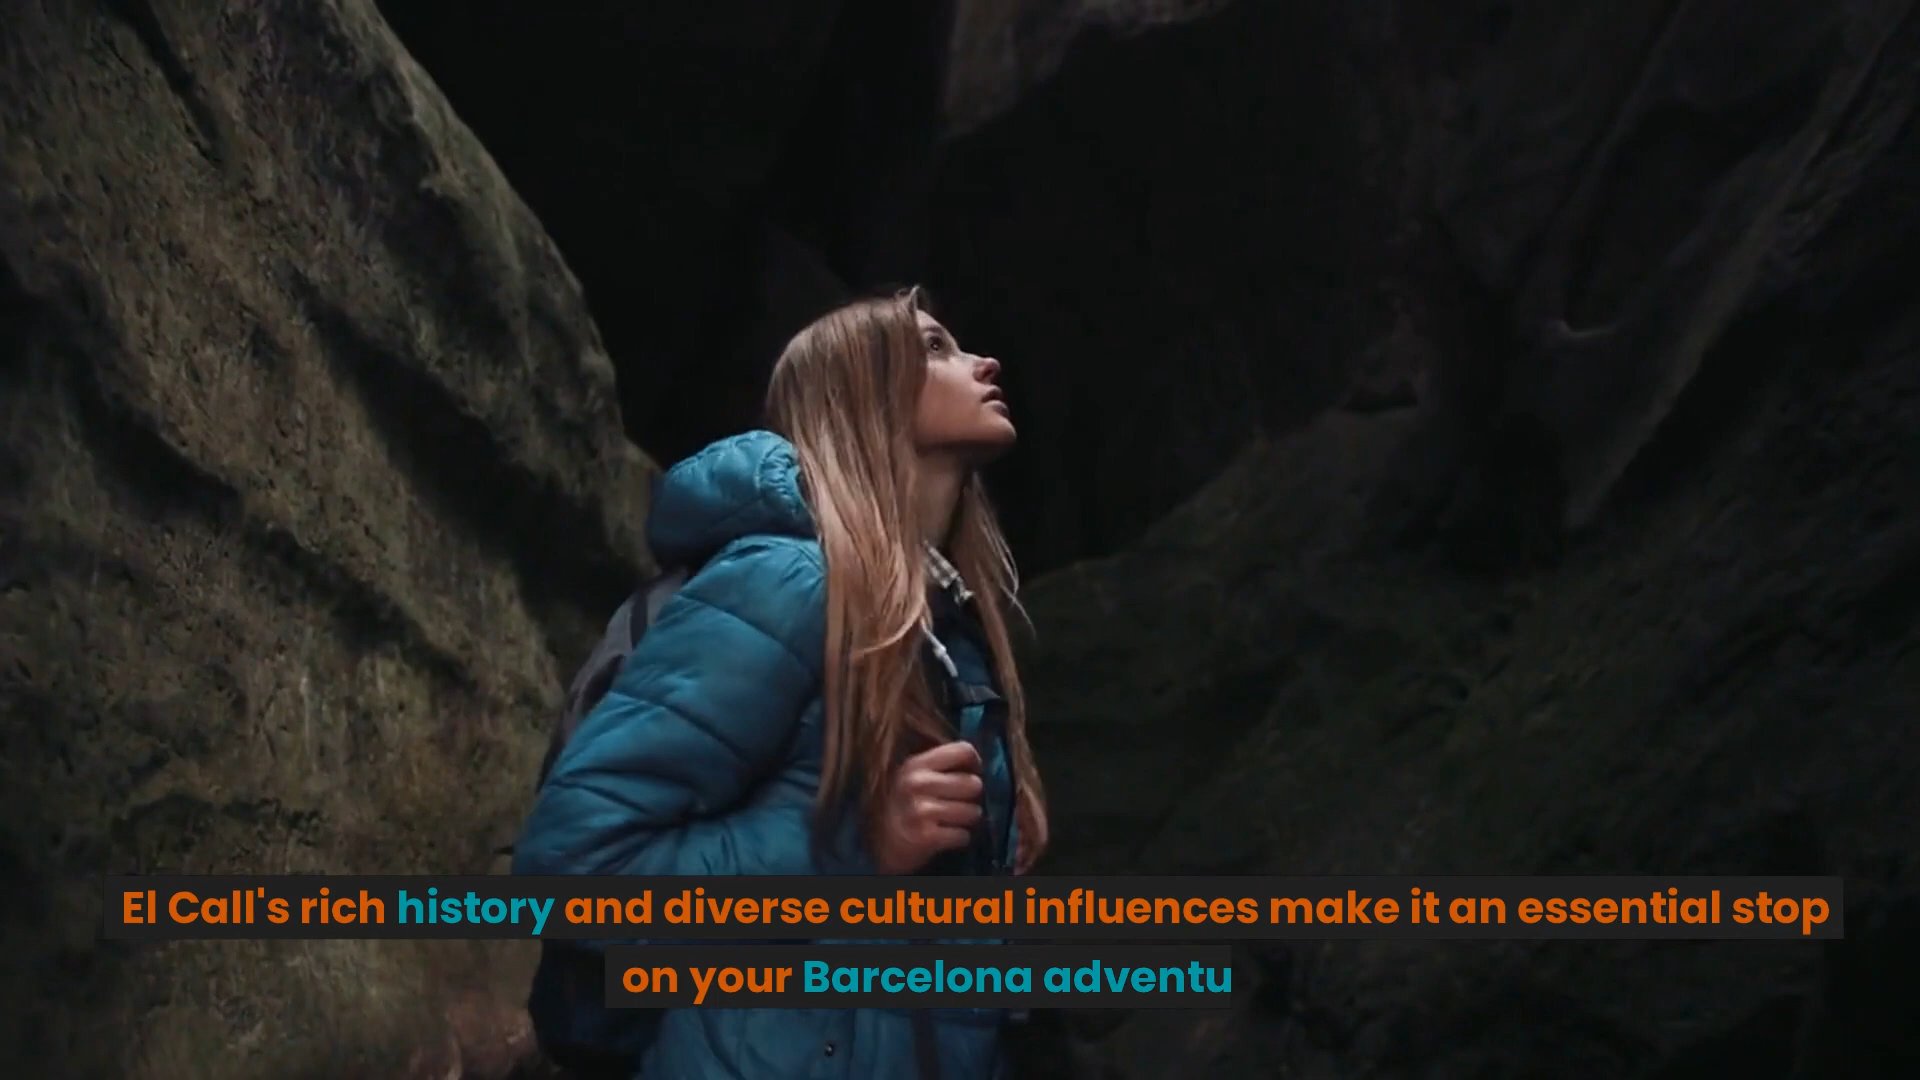 El Call's rich history and diverse cultural influences make it an essential stop
on your Barcelona adventu